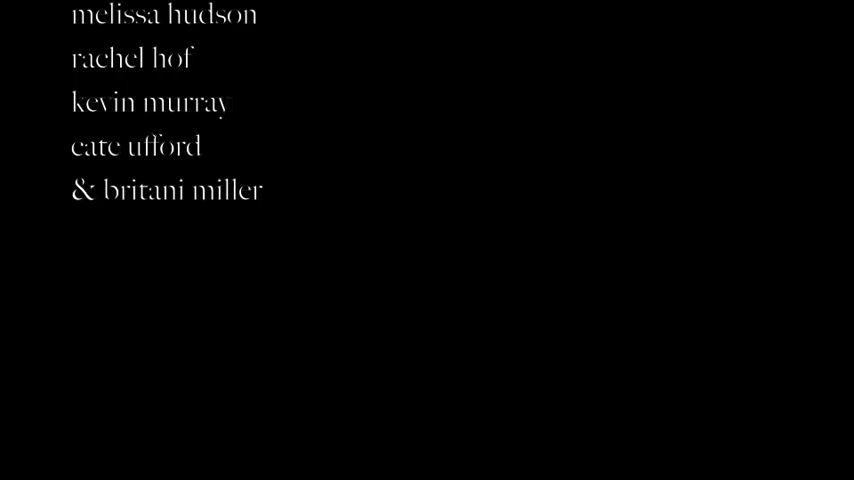 melissa hudson
rachel hof
kevin murray
cate ufford
& britani miller